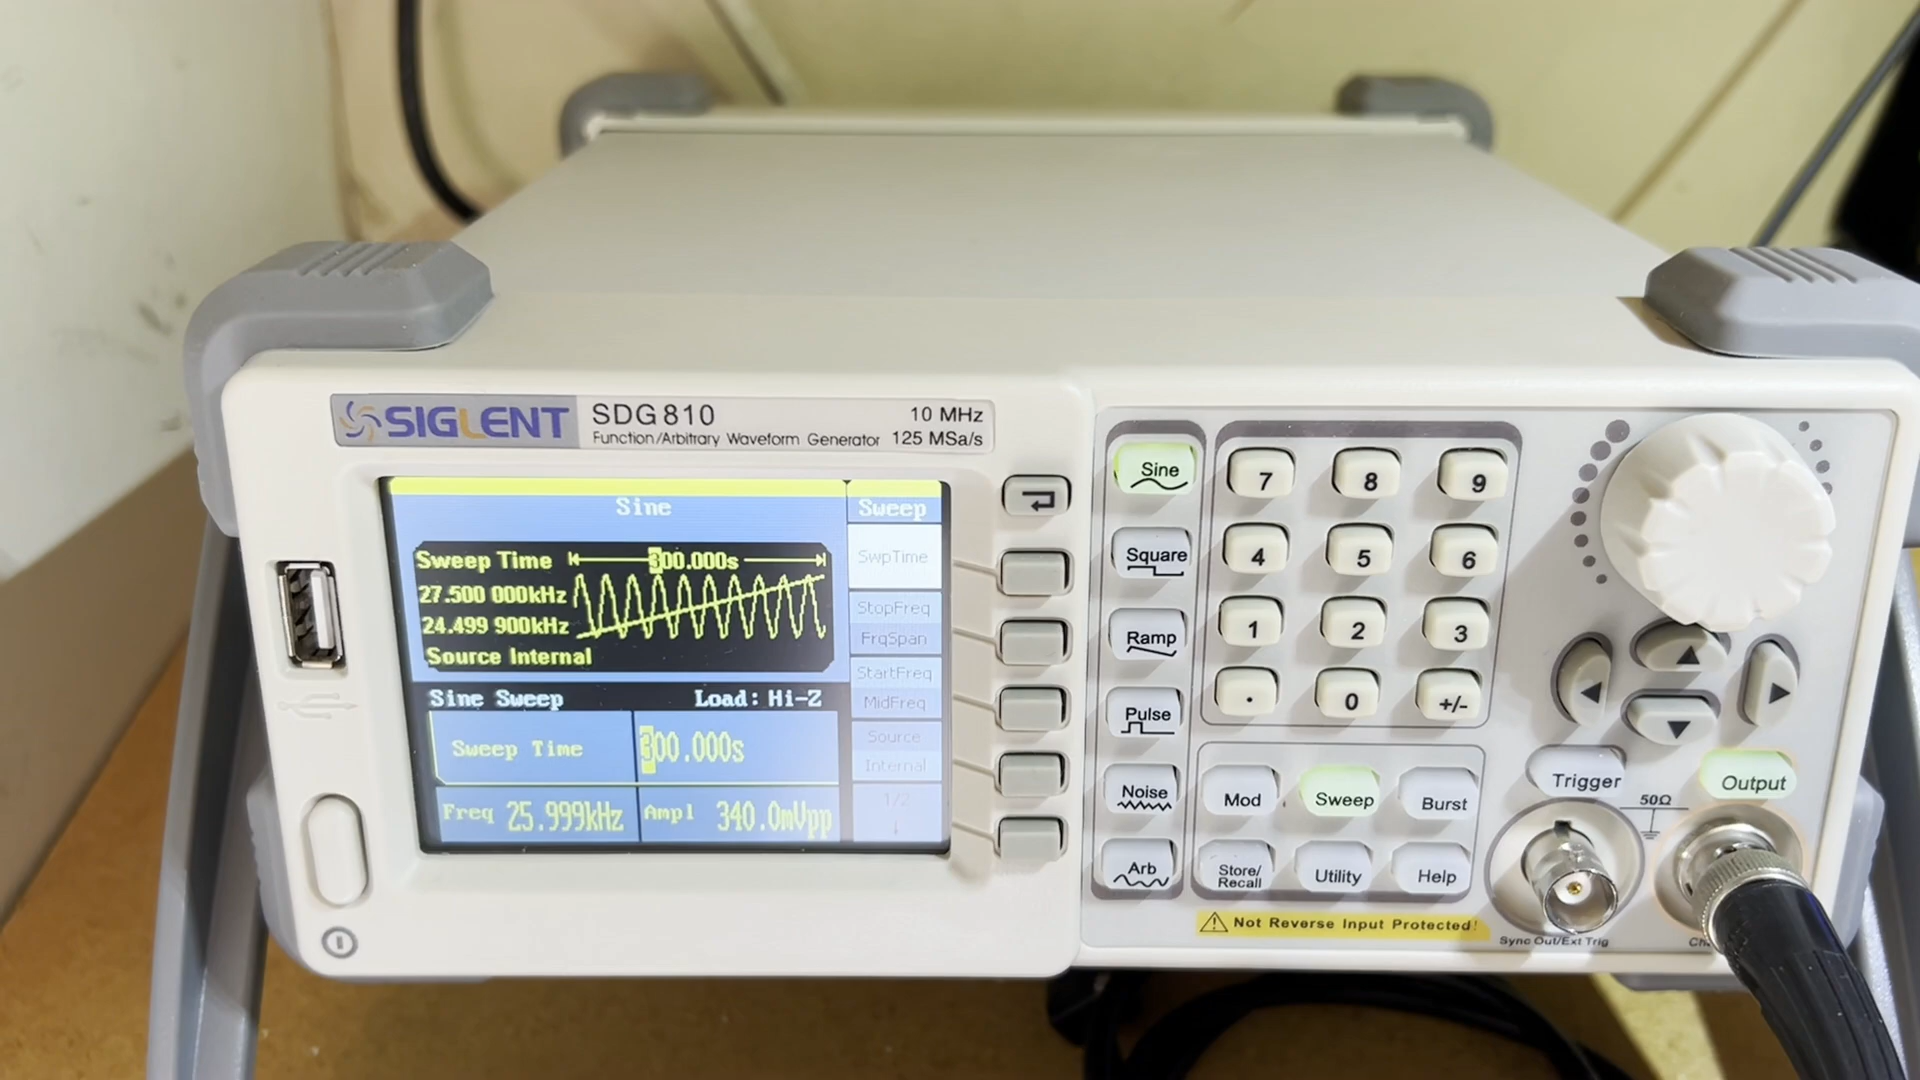 SIGLENT
SDG810
10 MHz
Function/Arbitrary Waveform Generator
125 MSa/s
Sine
Sweep
Sweep Time
300.000s
27.500 000kHz
24.499 900kHz
Source Internal
SwpTime
StopFreq
FrqSpan
StartFreq
MidFreq
Source
Internal
1/2
Sine Sweep
Load: Hi-Z
Sweep Time
300.000s
Freq 25.999kHz
Ampl 340.0mVpp
Sine
Square
Ramp
Pulse
Noise
Arb
7 8 9
4 5 6
1 2 3
. 0 +/-
Mod
Sweep
Burst
Store/
Recall
Utility
Help
Trigger
50Ω
Output
Not Reverse Input Protected!
Sync Out/Ext Trig